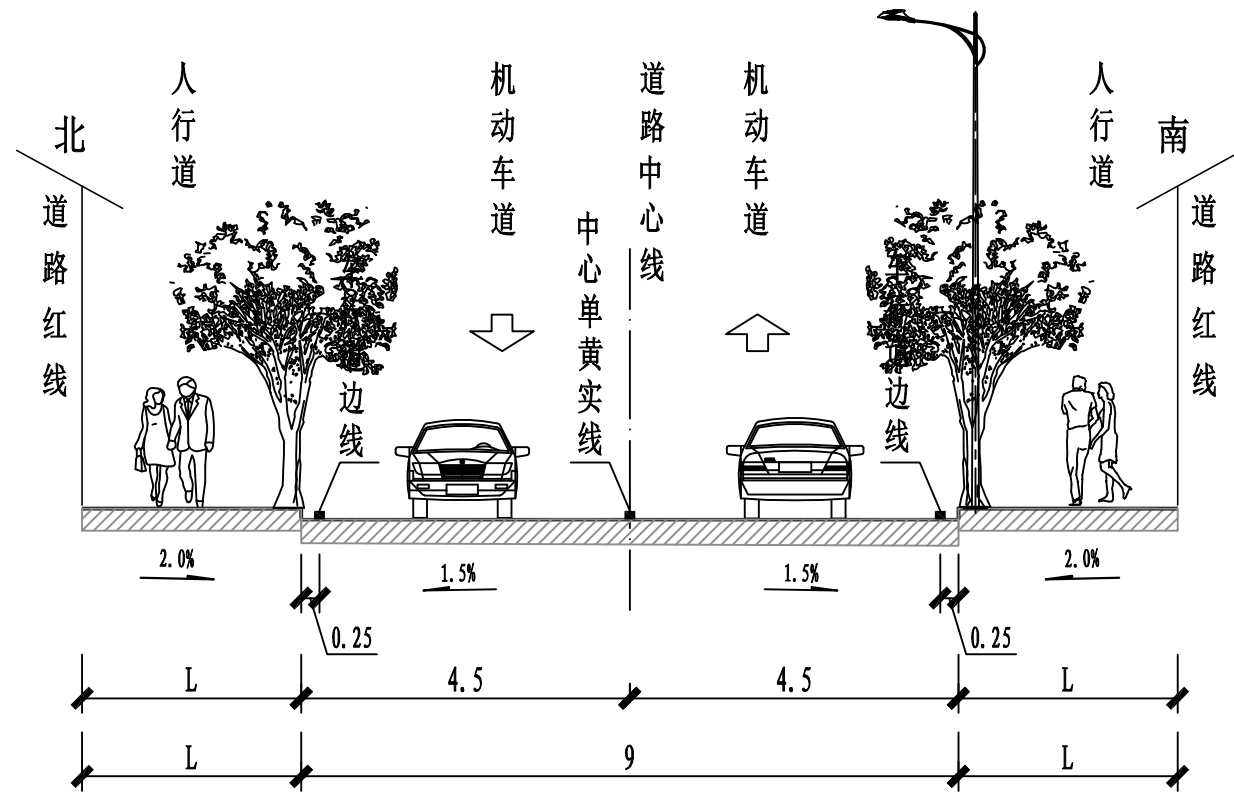 北
人行道
机动车道
道路中心线
机动车道
人行道
南
道路红线
中心单黄实线
道路红线
边线
边线
2.0%
1.5%
1.5%
2.0%
0.25
0.25
L
4.5
4.5
L
L
9
L